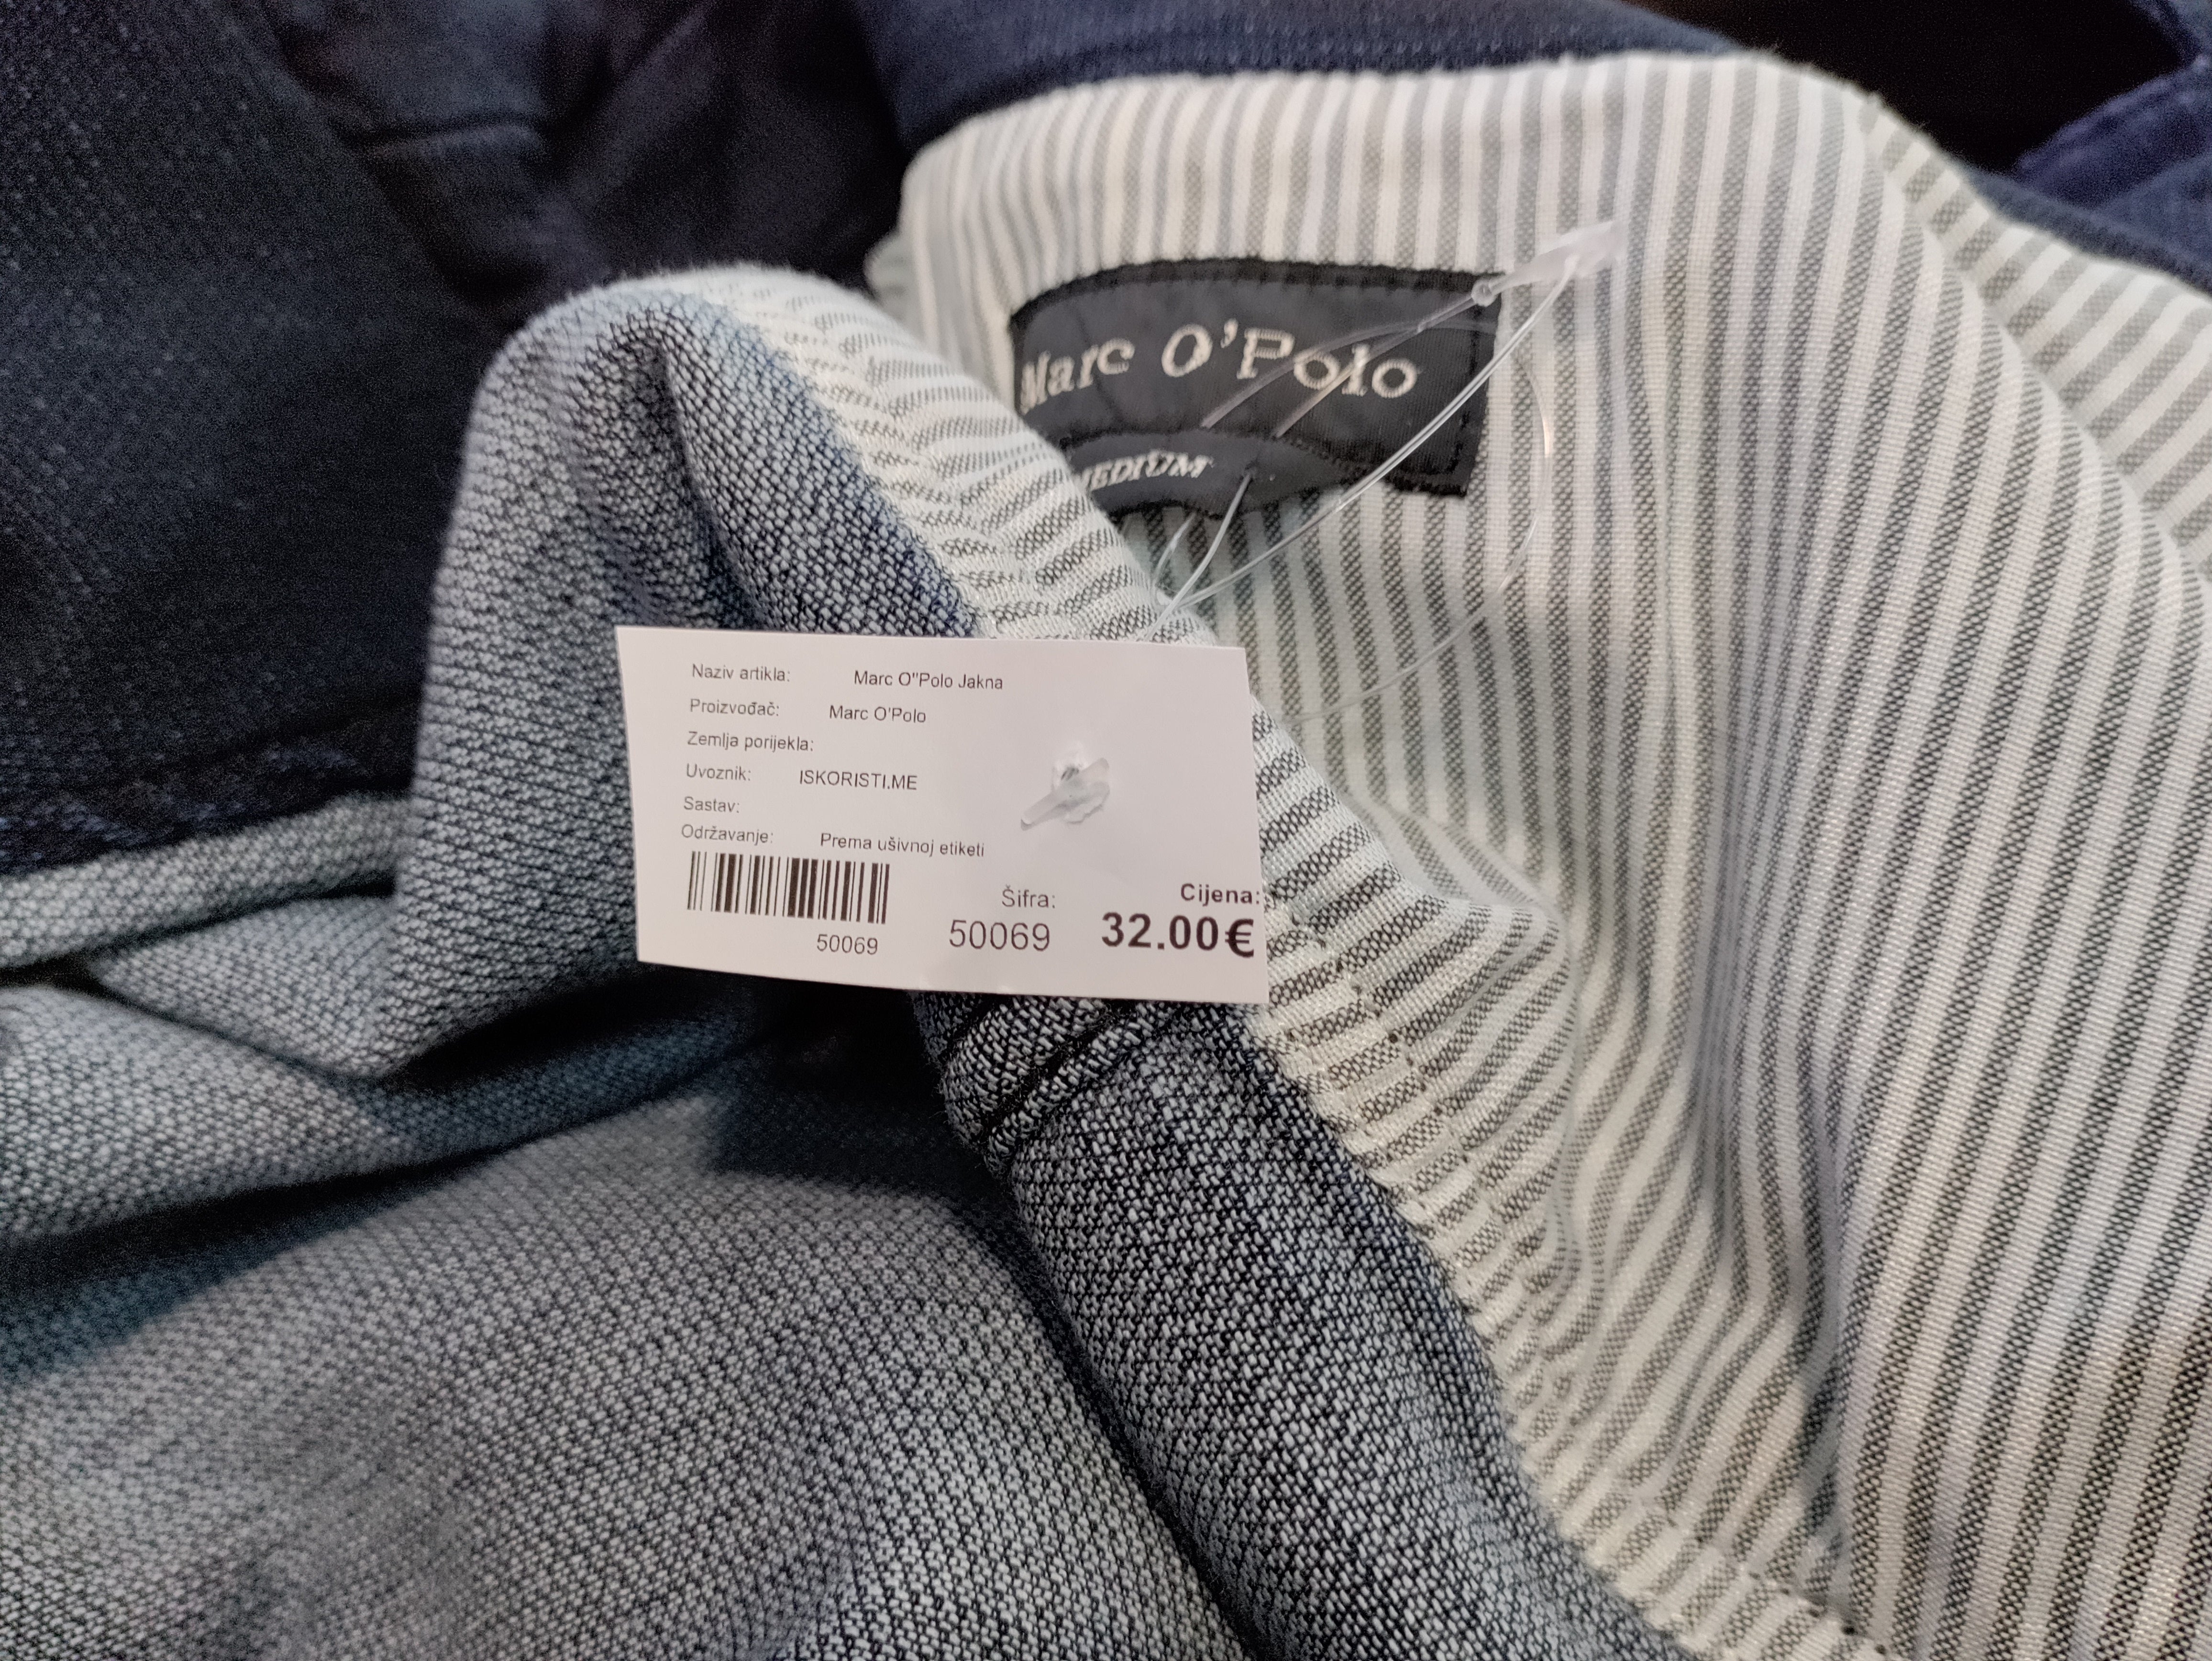 Marc O'Polo
MEDIUM
Naziv artikla: Marc O"Polo Jakna
Proizvođač: Marc O'Polo
Zemlja porijekla:
Uvoznik: ISKORISTI.ME
Sastav:
Održavanje: Prema ušivnoj etiketi
Šifra: Cijena:
50069 50069 32.00€